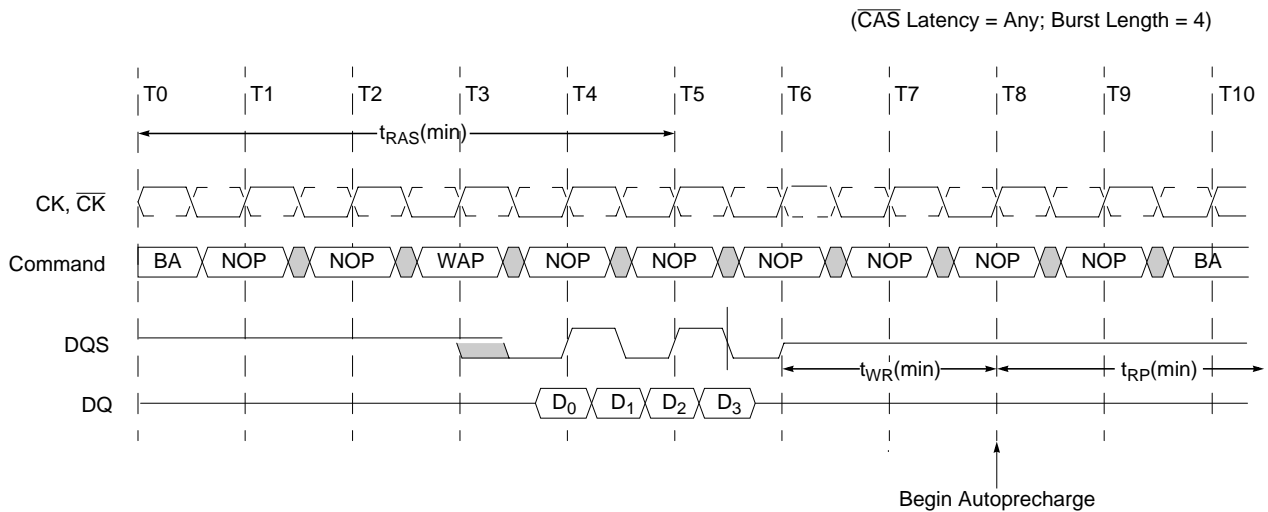 (C̅A̅S̅ Latency = Any; Burst Length = 4)
T0 T1 T2 T3 T4 T5 T6 T7 T8 T9 T10
tRAS(min)
CK, C̅K̅
Command BA NOP NOP WAP NOP NOP NOP NOP NOP NOP BA
DQS
tWR(min) tRP(min)
DQ D0 D1 D2 D3
Begin Autoprecharge